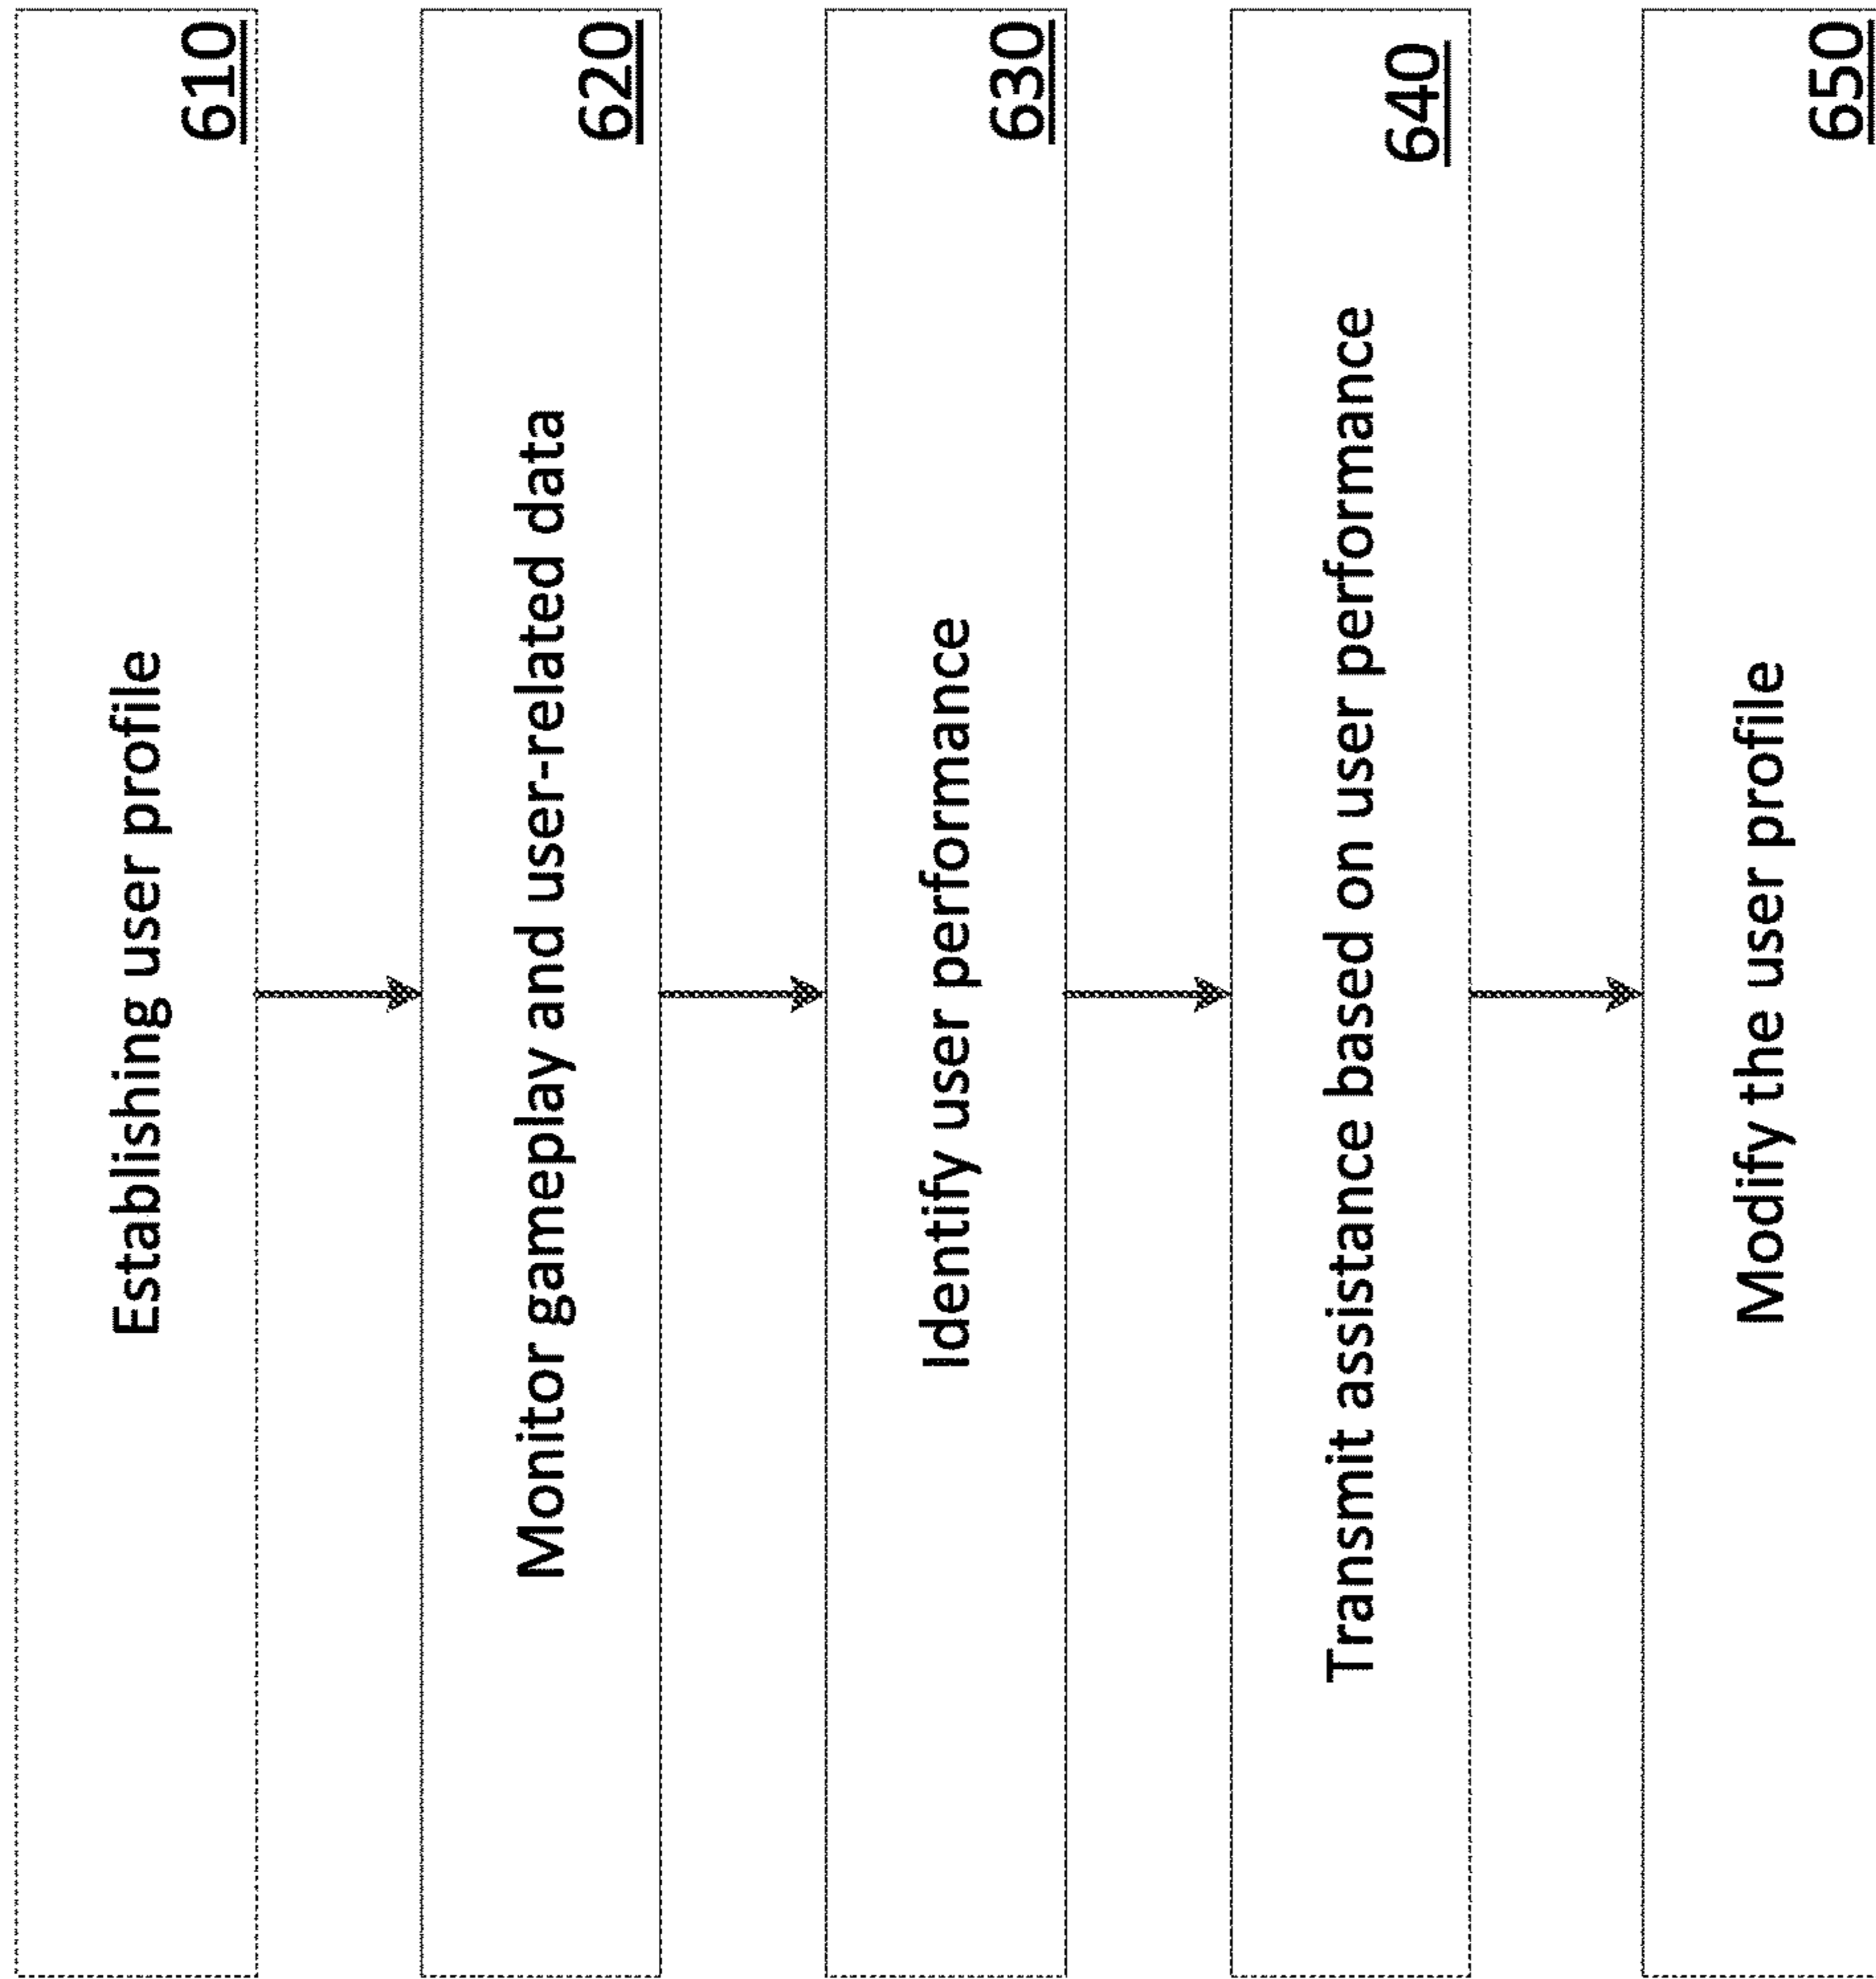 Establishing user profile
610
Monitor gameplay and user-related data
620
Identify user performance
630
Transmit assistance based on user performance
640
Modify the user profile
650